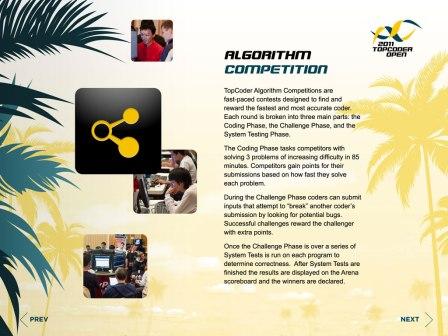 2011
TOPCODER
OPEN
ALGORITHM
COMPETITION
TopCoder Algorithm Competitions are
fast-paced contests designed to find and
reward the fastest and most accurate coder.
Each round is broken into three main parts: the
Coding Phase, the Challenge Phase, and the
System Testing Phase.
The Coding Phase tasks competitors with
solving 3 problems of increasing difficulty in 85
minutes. Competitors gain points for their
submissions based on how fast they solve
each problem.
During the Challenge Phase coders can submit
inputs that attempt to "break" another coder's
submission by looking for potential bugs.
Successful challenges reward the challenger
with extra points.
Once the Challenge Phase is over a series of
System Tests is run on each program to
determine correctness. After System Tests are
finished the results are displayed on the Arena
scoreboard and the winners are declared.
PREV
NEXT